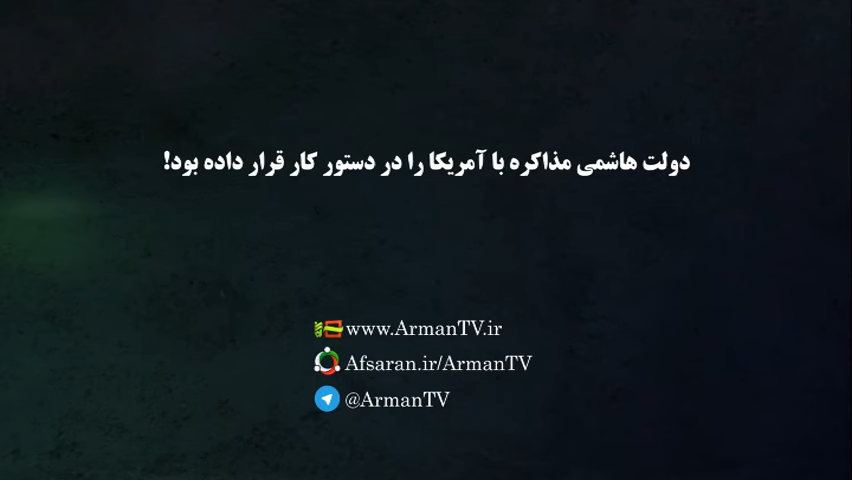 دولت هاشمی مذاکره با آمریکا را در دستور کار قرار داده بود!
www.ArmanTV.ir
Afsaran.ir/ArmanTV
@ArmanTV